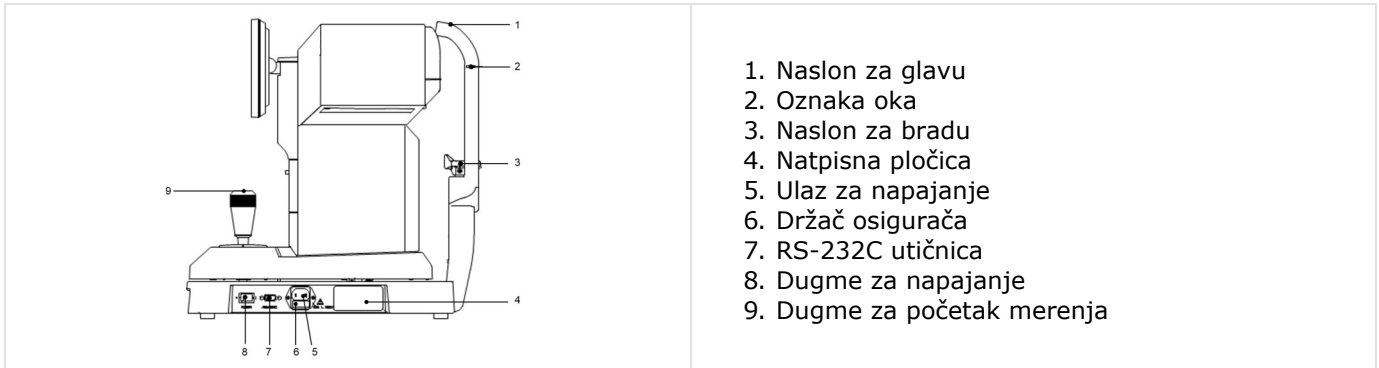 1
2
3
9
4
8
7
6
5
1. Naslon za glavu
2. Oznaka oka
3. Naslon za bradu
4. Natpisna pločica
5. Ulaz za napajanje
6. Držač osigurača
7. RS-232C utičnica
8. Dugme za napajanje
9. Dugme za početak merenja